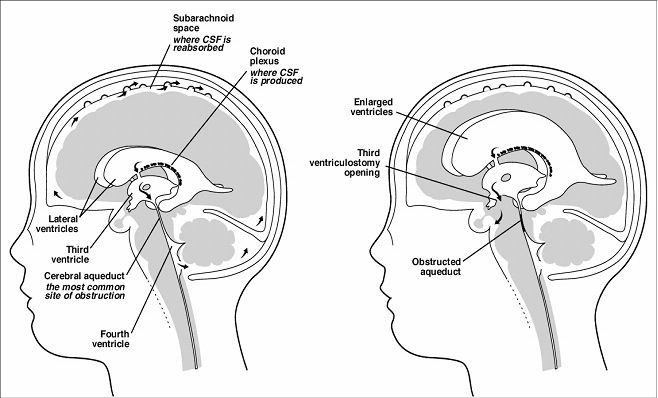 Subarachnoid
space
where CSF is
reabsorbed
Choroid
plexus
where CSF
is produced
Lateral
ventricles
Third
ventricle
Cerebral aqueduct
the most common
site of obstruction
Fourth
ventricle
Enlarged
ventricles
Third
ventriculostomy
opening
Obstructed
aqueduct